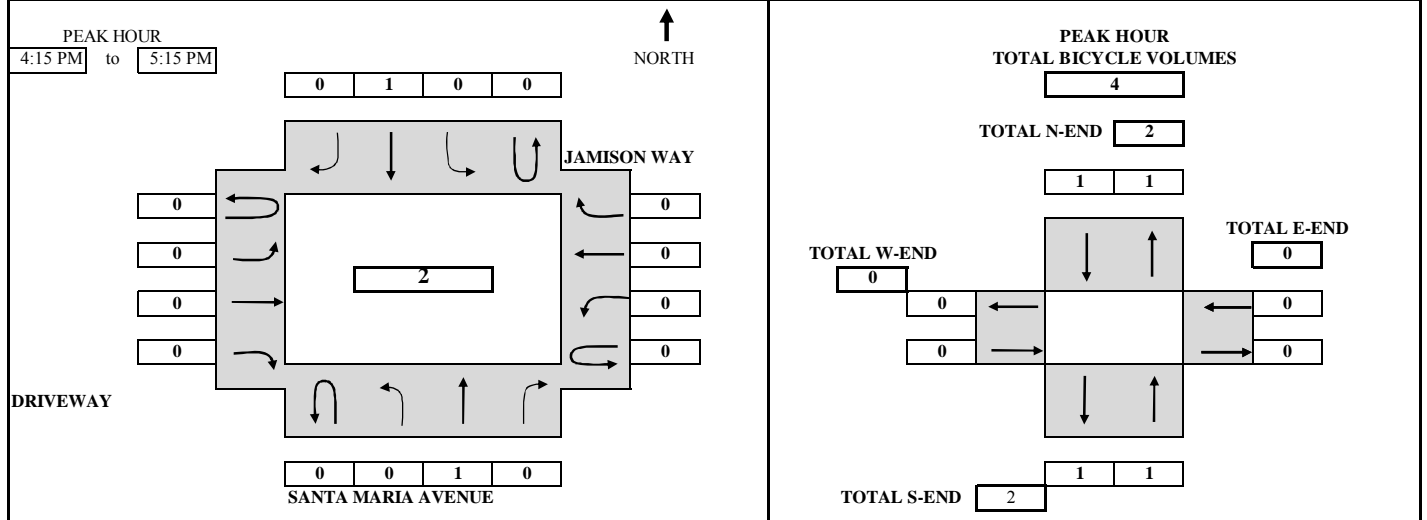 PEAK HOUR
4:15 PM to 5:15 PM
NORTH
0 1 0 0
JAMISON WAY
0 0
0 0
2
0 0
0 0
DRIVEWAY
0 0 1 0
SANTA MARIA AVENUE
PEAK HOUR
TOTAL BICYCLE VOLUMES
4
TOTAL N-END 2
1 1
TOTAL E-END
0
TOTAL W-END
0
0 0
0 0
1 1
TOTAL S-END 2